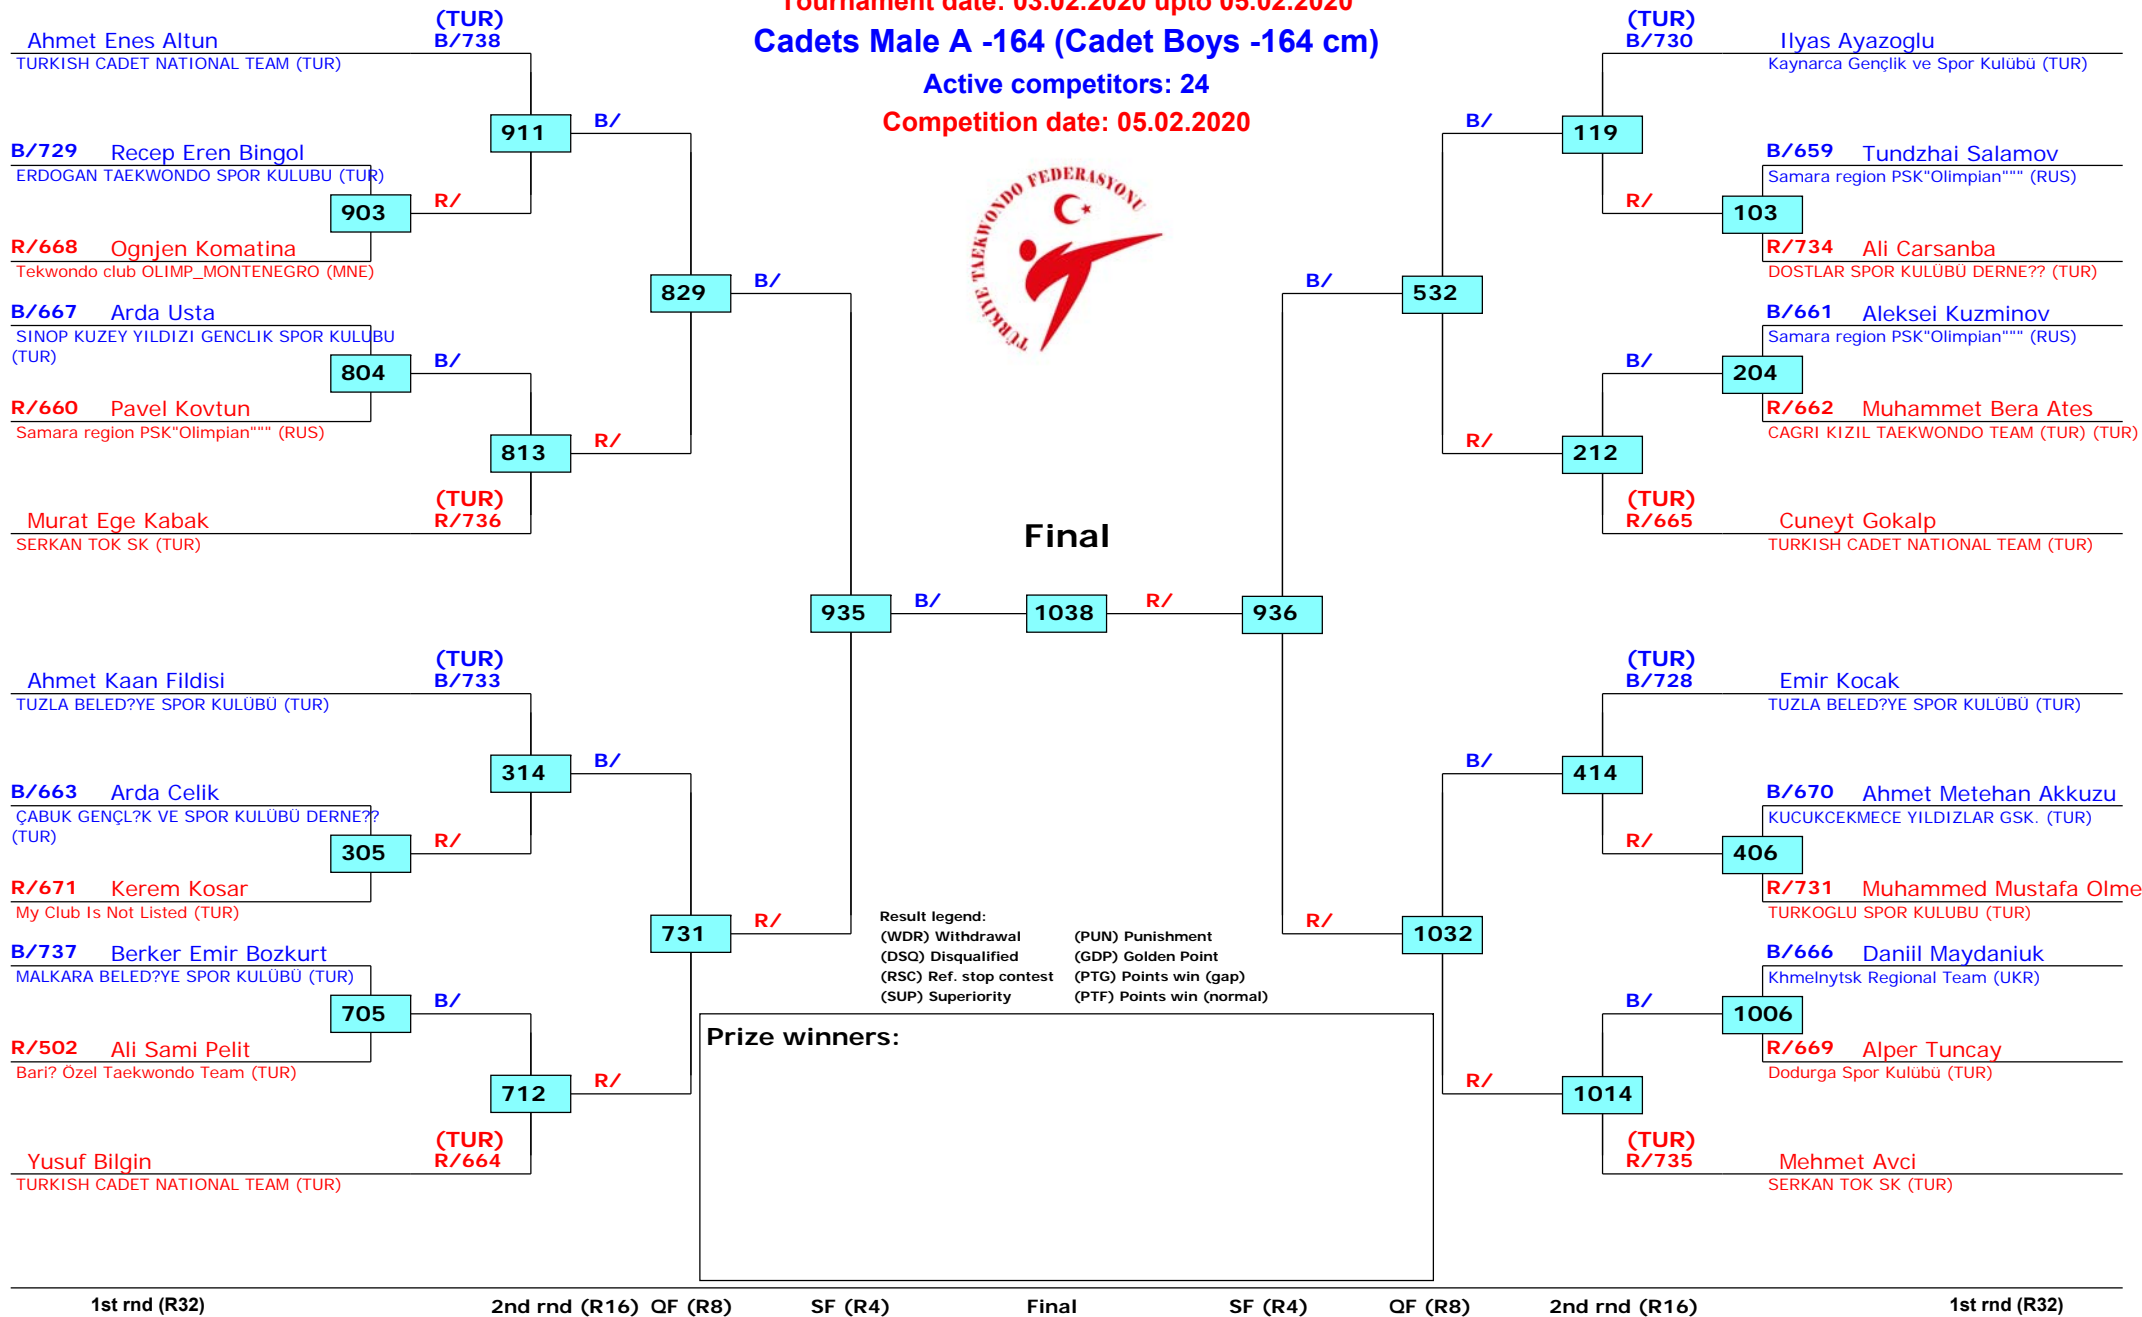 Tournament date: 03.02.2020 upto 05.02.2020
Cadets Male A -164 (Cadet Boys -164 cm)
Active competitors: 24
Competition date: 05.02.2020
TÜRKİYE TAEKWONDO FEDERASYONU
(TUR)
Ahmet Enes Altun B/738
TURKISH CADET NATIONAL TEAM (TUR)
911 B/
B/729 Recep Eren Bingol
ERDOGAN TAEKWONDO SPOR KULUBU (TUR)
903 R/
R/668 Ognjen Komatina
Tekwondo club OLIMP_MONTENEGRO (MNE)
829 B/
B/667 Arda Usta
SINOP KUZEY YILDIZI GENCLIK SPOR KULUBU
(TUR)
804 B/
R/660 Pavel Kovtun
Samara region PSK"Olimpian""" (RUS)
813 R/
(TUR)
Murat Ege Kabak R/736
SERKAN TOK SK (TUR)
935 B/
(TUR)
Ahmet Kaan Fildisi B/733
TUZLA BELED?YE SPOR KULÜBÜ (TUR)
314 B/
B/663 Arda Celik
ÇABUK GENÇL?K VE SPOR KULÜBÜ DERNE??
(TUR)
305 R/
R/671 Kerem Kosar
My Club Is Not Listed (TUR)
731 R/
B/737 Berker Emir Bozkurt
MALKARA BELED?YE SPOR KULÜBÜ (TUR)
705 B/
R/502 Ali Sami Pelit
Bari? Özel Taekwondo Team (TUR)
712 R/
(TUR)
Yusuf Bilgin R/664
TURKISH CADET NATIONAL TEAM (TUR)
Final
1038
(TUR)
B/730 Ilyas Ayazoglu
Kaynarca Gençlik ve Spor Kulübü (TUR)
B/ 119
B/659 Tundzhai Salamov
Samara region PSK"Olimpian""" (RUS)
R/ 103
R/734 Ali Carsanba
DOSTLAR SPOR KULÜBÜ DERNE?? (TUR)
B/ 532
B/661 Aleksei Kuzminov
Samara region PSK"Olimpian""" (RUS)
B/ 204
R/662 Muhammet Bera Ates
CAGRI KIZIL TAEKWONDO TEAM (TUR) (TUR)
R/ 212
(TUR)
R/665 Cuneyt Gokalp
TURKISH CADET NATIONAL TEAM (TUR)
R/ 936
(TUR)
B/728 Emir Kocak
TUZLA BELED?YE SPOR KULÜBÜ (TUR)
B/ 414
B/670 Ahmet Metehan Akkuzu
KUCUKCEKMECE YILDIZLAR GSK. (TUR)
R/ 406
R/731 Muhammed Mustafa Olme
TURKOGLU SPOR KULUBU (TUR)
R/ 1032
B/666 Daniil Maydaniuk
Khmelnytsk Regional Team (UKR)
B/ 1006
R/669 Alper Tuncay
Dodurga Spor Kulübü (TUR)
R/ 1014
(TUR)
R/735 Mehmet Avci
SERKAN TOK SK (TUR)
Result legend:
(WDR) Withdrawal (PUN) Punishment
(DSQ) Disqualified (GDP) Golden Point
(RSC) Ref. stop contest (PTG) Points win (gap)
(SUP) Superiority (PTF) Points win (normal)
Prize winners:
1st rnd (R32) 2nd rnd (R16) QF (R8) SF (R4) Final SF (R4) QF (R8) 2nd rnd (R16) 1st rnd (R32)